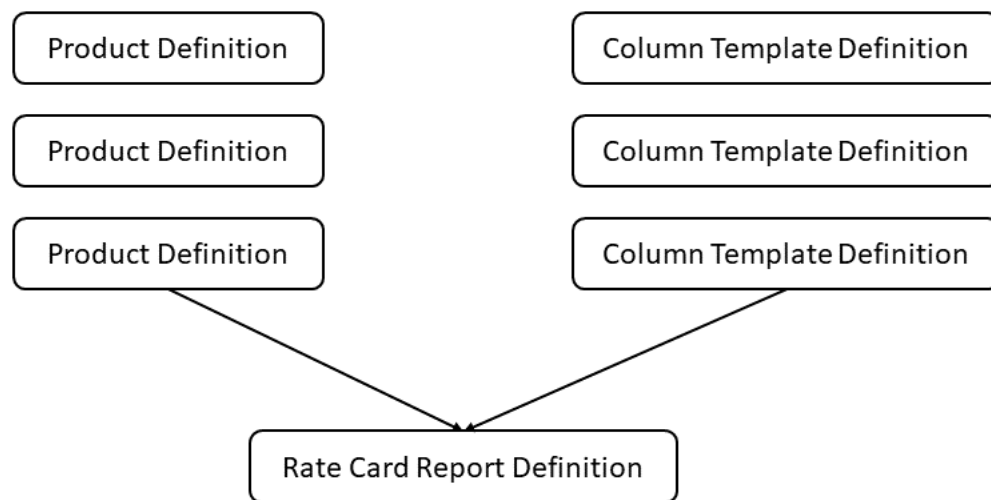 Product Definition
Column Template Definition
Product Definition
Column Template Definition
Product Definition
Column Template Definition
Rate Card Report Definition